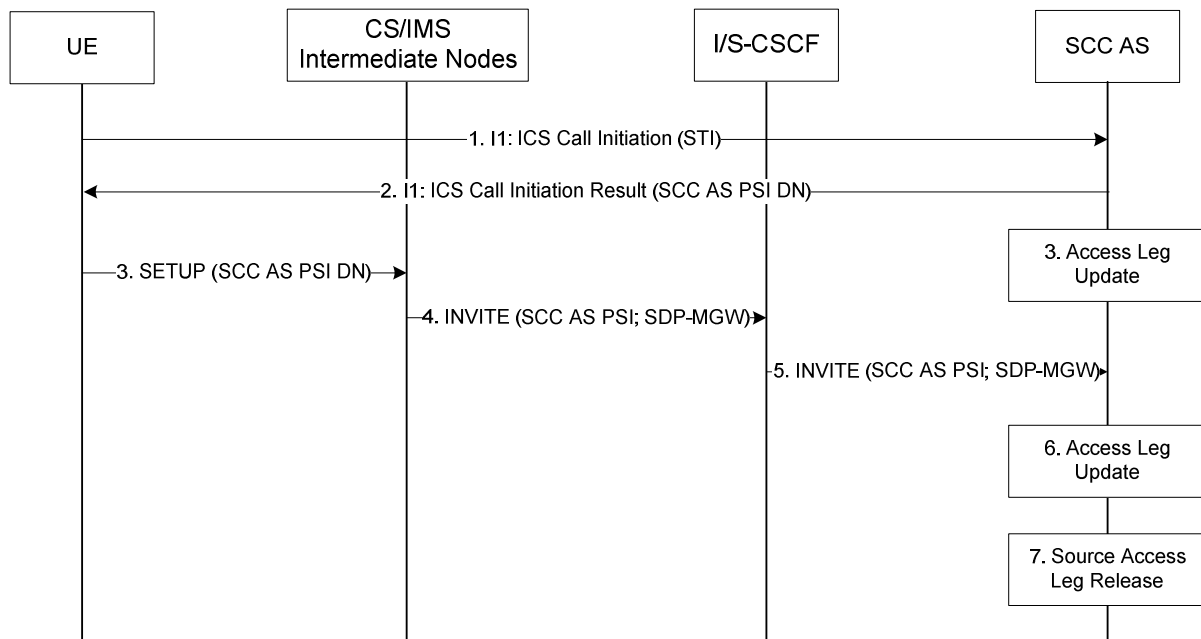 UE
CS/IMS
Intermediate Nodes
I/S-CSCF
SCC AS
1. I1: ICS Call Initiation (STI)
2. I1: ICS Call Initiation Result (SCC AS PSI DN)
3. Access Leg
Update
3. SETUP (SCC AS PSI DN)
4. INVITE (SCC AS PSI; SDP-MGW)
5. INVITE (SCC AS PSI; SDP-MGW)
6. Access Leg
Update
7. Source Access
Leg Release